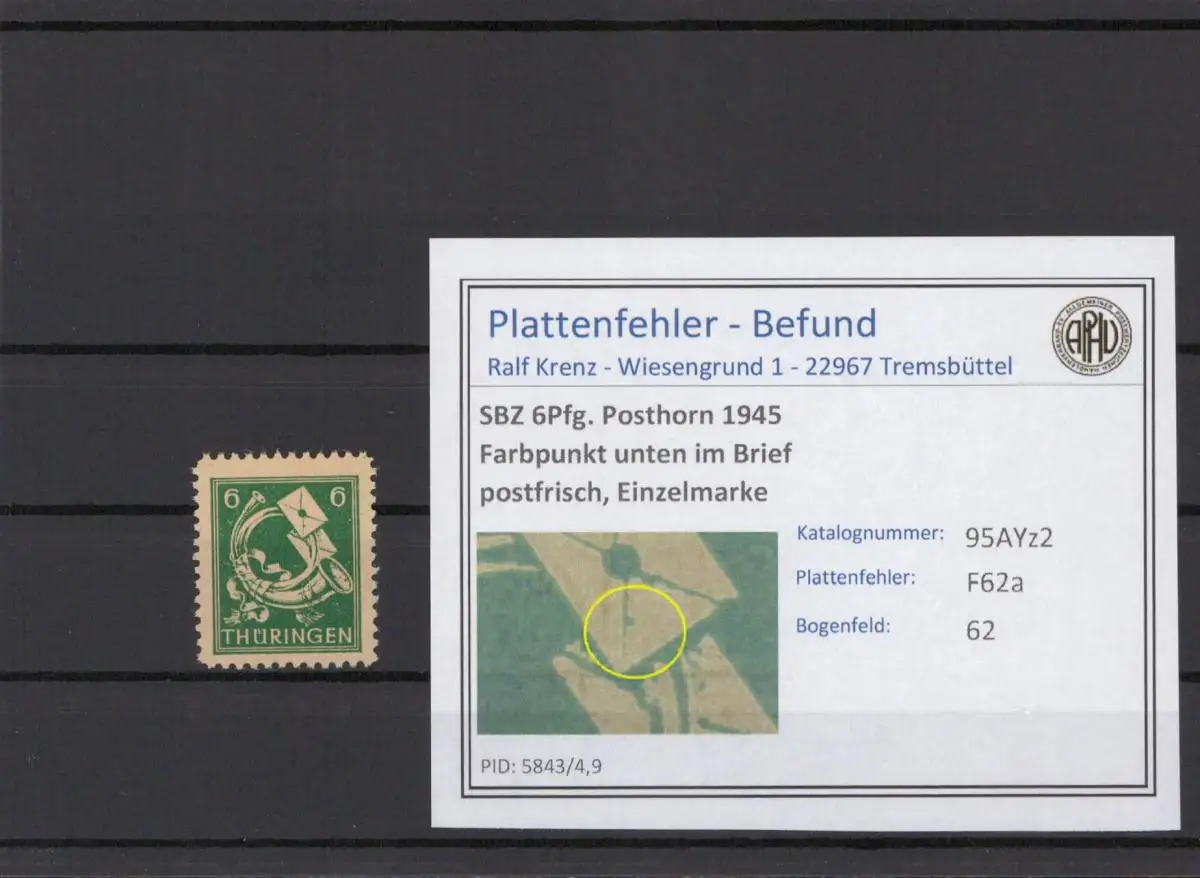 6 6
THÜRINGEN
Plattenfehler - Befund
Ralf Krenz - Wiesengrund 1 - 22967 Tremsbüttel
APHV
SBZ 6Pfg. Posthorn 1945
Farbpunkt unten im Brief
postfrisch, Einzelmarke
Katalognummer: 95AYz2
Plattenfehler: F62a
Bogenfeld: 62
PID: 5843/4,9